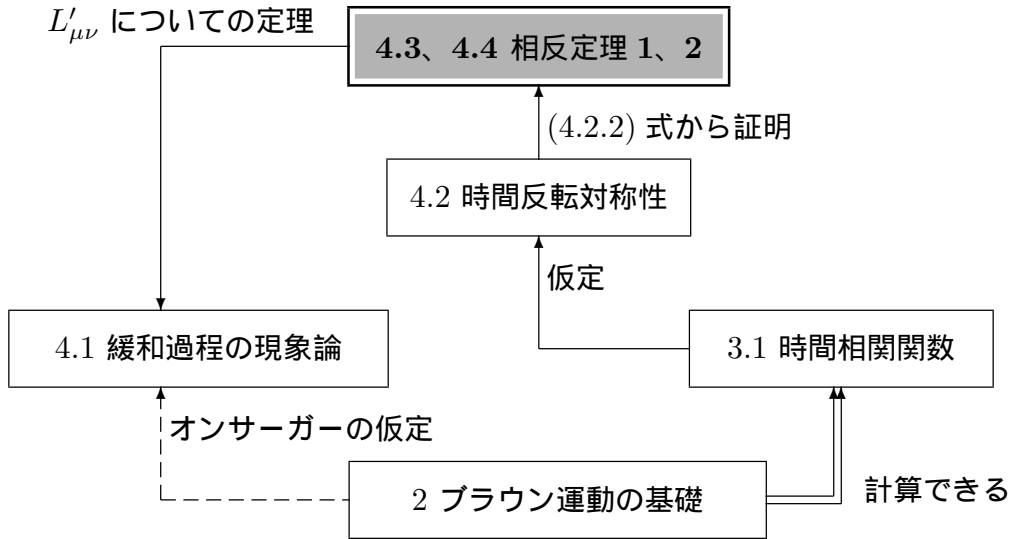 L′μν についての定理
4.3、4.4 相反定理 1、2
(4.2.2) 式から証明
4.2 時間反転対称性
仮定
4.1 緩和過程の現象論
3.1 時間相関関数
オンサーガーの仮定
2 ブラウン運動の基礎
計算できる